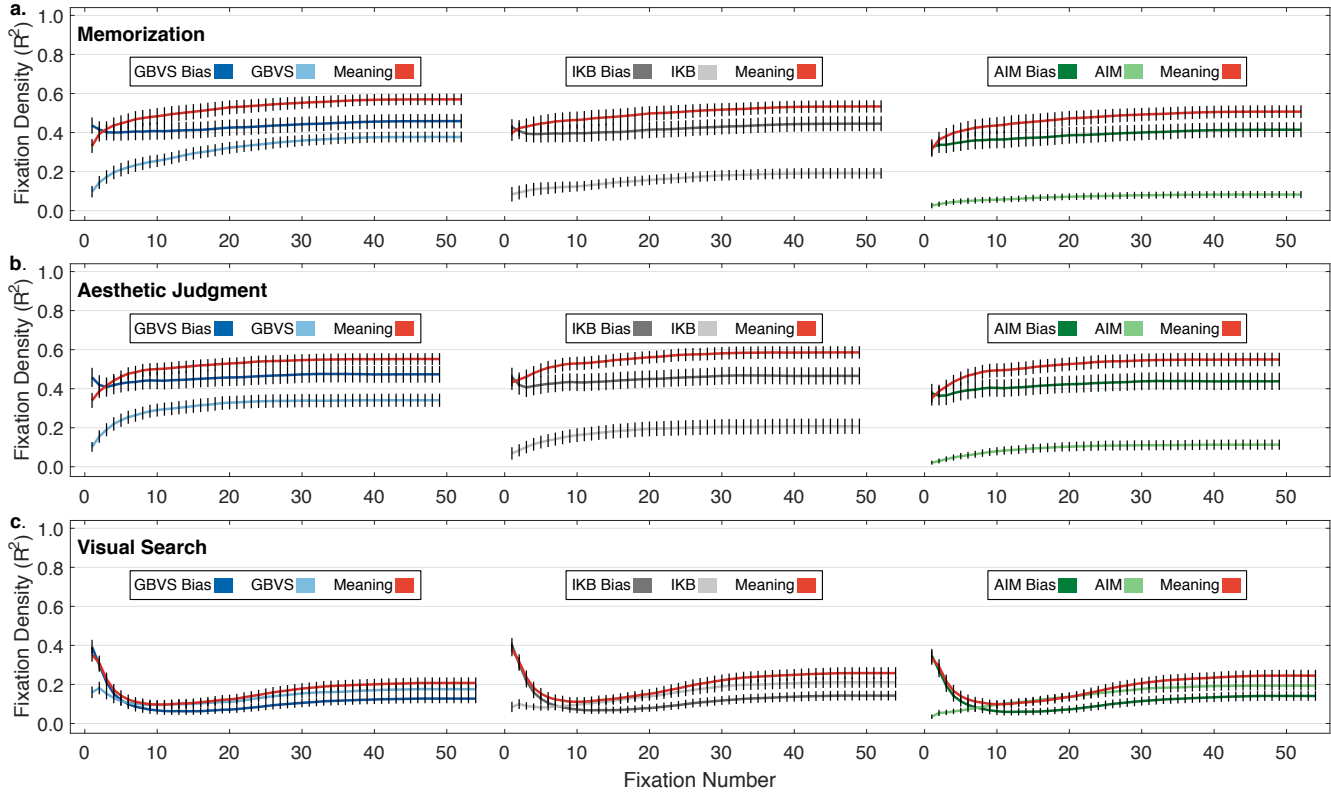 a.
Memorization
GBVS Bias GBVS Meaning
IKB Bias IKB Meaning
AIM Bias AIM Meaning
Fixation Density (R²)
1.0
0.8
0.6
0.4
0.2
0.0
0 10 20 30 40 50 0 10 20 30 40 50 0 10 20 30 40 50
b.
Aesthetic Judgment
GBVS Bias GBVS Meaning
IKB Bias IKB Meaning
AIM Bias AIM Meaning
Fixation Density (R²)
1.0
0.8
0.6
0.4
0.2
0.0
0 10 20 30 40 50 0 10 20 30 40 50 0 10 20 30 40 50
c.
Visual Search
GBVS Bias GBVS Meaning
IKB Bias IKB Meaning
AIM Bias AIM Meaning
Fixation Density (R²)
1.0
0.8
0.6
0.4
0.2
0.0
0 10 20 30 40 50 0 10 20 30 40 50 0 10 20 30 40 50
Fixation Number